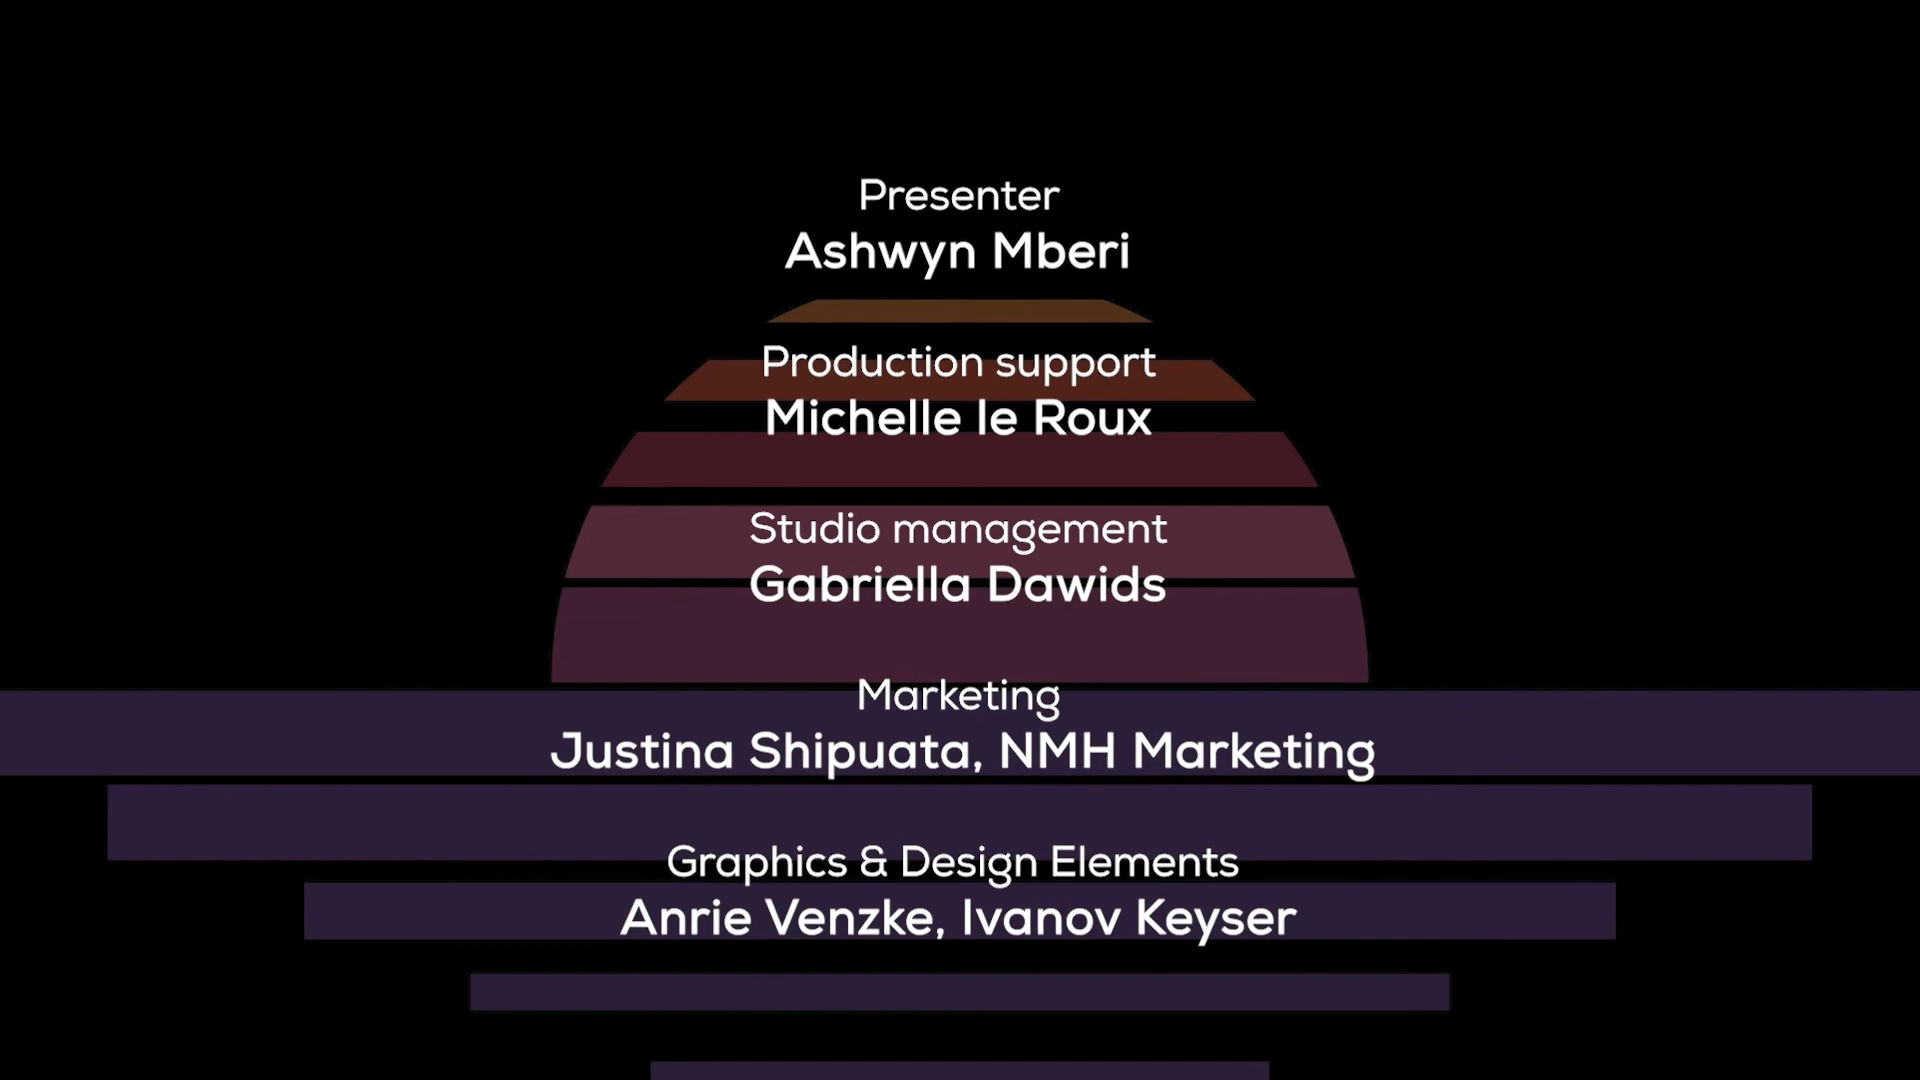 Presenter
Ashwyn Mberi
Production support
Michelle le Roux
Studio management
Gabriella Dawids
Marketing
Justina Shipuata, NMH Marketing
Graphics & Design Elements
Anrie Venzke, Ivanov Keyser